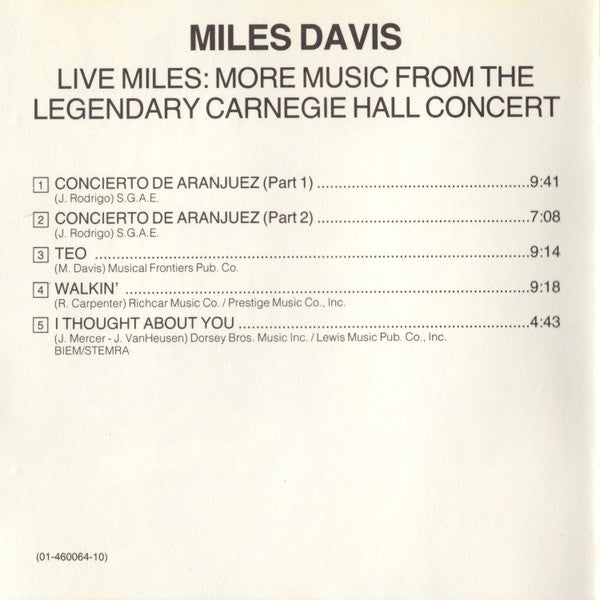 MILES DAVIS
LIVE MILES: MORE MUSIC FROM THE
LEGENDARY CARNEGIE HALL CONCERT
1 CONCIERTO DE ARANJUEZ (Part 1) ........................................ 9:41
(J. Rodrigo) S.G.A.E.
2 CONCIERTO DE ARANJUEZ (Part 2) ........................................ 7:08
(J. Rodrigo) S.G.A.E.
3 TEO ........................................ 9:14
(M. Davis) Musical Frontiers Pub. Co.
4 WALKIN' ........................................ 9:18
(R. Carpenter) Richcar Music Co. / Prestige Music Co., Inc.
5 I THOUGHT ABOUT YOU ........................................ 4:43
(J. Mercer - J. VanHeusen) Dorsey Bros. Music Inc. / Lewis Music Pub. Co., Inc.
BIEM/STEMRA
(01-460064-10)